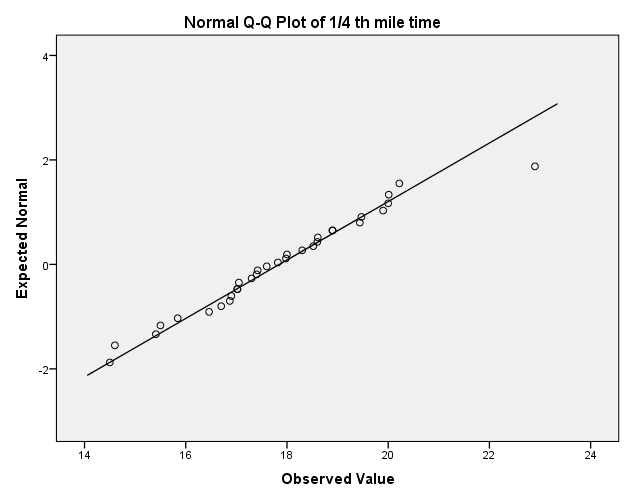 Normal Q-Q Plot of 1/4 th mile time
4
2
0
-2
Expected Normal
14 16 18 20 22 24
Observed Value